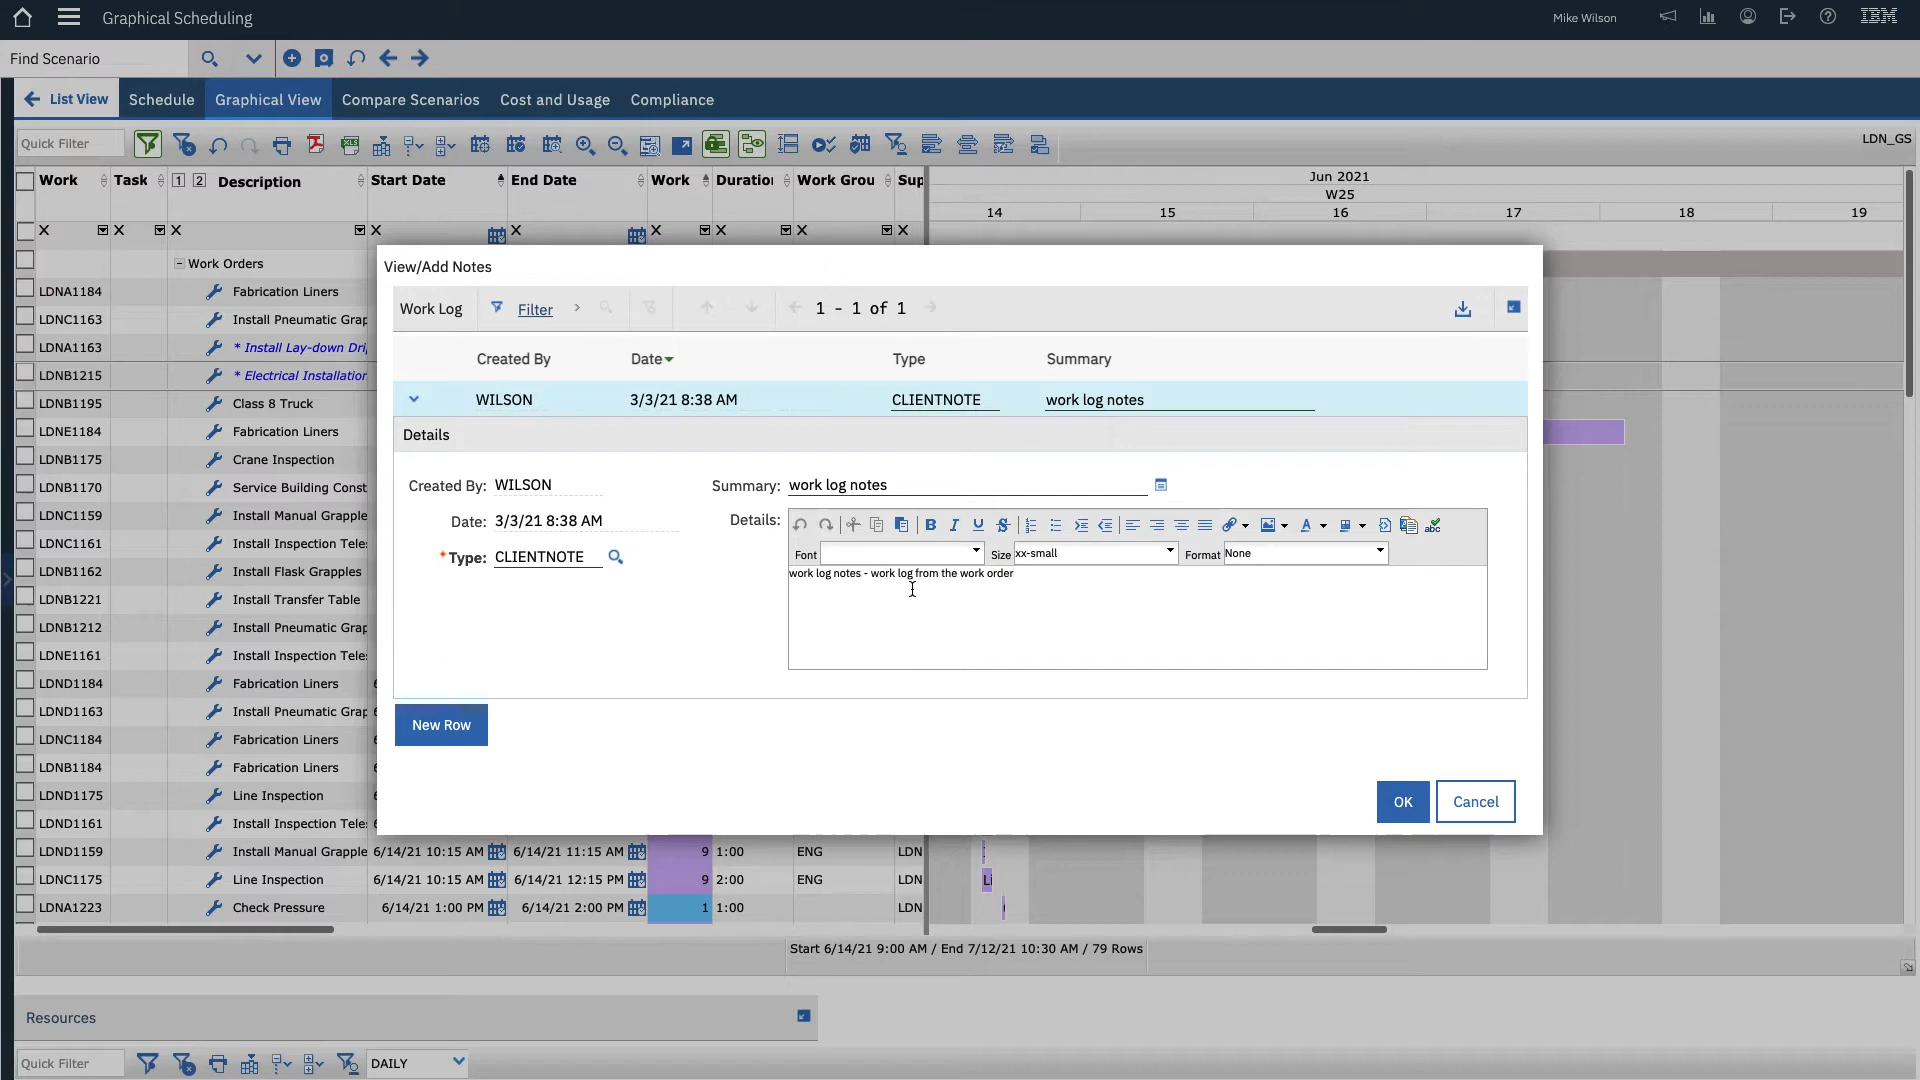 Graphical Scheduling
Mike Wilson
IBM
Find Scenario
List View
Schedule
Graphical View
Compare Scenarios
Cost and Usage
Compliance
Quick Filter
LDN_GS
Work Task 1 2 Description Start Date End Date Work Duration Work Grou Sup
Jun 2021
W25
14 15 16 17 18 19
X X X X X X X X X
Work Orders
LDNA1184 Fabrication Liners
LDNC1163 Install Pneumatic Grap
LDNA1163 * Install Lay-down Dri
LDNB1215 * Electrical Installation
LDNB1195 Class 8 Truck
LDNE1184 Fabrication Liners
LDNB1175 Crane Inspection
LDNB1170 Service Building Const
LDNC1159 Install Manual Grapple
LDNC1161 Install Inspection Teles
LDNB1162 Install Flask Grapples
LDNB1221 Install Transfer Table
LDNB1212 Install Pneumatic Grap
LDNE1161 Install Inspection Teles
LDND1184 Fabrication Liners
LDND1163 Install Pneumatic Grap
LDNC1184 Fabrication Liners
LDNB1184 Fabrication Liners
LDND1175 Line Inspection
LDND1161 Install Inspection Teles
LDND1159 Install Manual Grapple 6/14/21 10:15 AM 6/14/21 11:15 AM 9 1:00 ENG LDN
LDNC1175 Line Inspection 6/14/21 10:15 AM 6/14/21 12:15 PM 9 2:00 ENG LDN Li
LDNA1223 Check Pressure 6/14/21 1:00 PM 6/14/21 2:00 PM 1 1:00 LDN
View/Add Notes
Work Log Filter 1 - 1 of 1
Created By Date Type Summary
WILSON 3/3/21 8:38 AM CLIENTNOTE work log notes
Details
Created By: WILSON
Date: 3/3/21 8:38 AM
*Type: CLIENTNOTE
Summary: work log notes
Details:
B I U S A abc
Font Size xx-small Format None
work log notes - work log from the work order
New Row
OK Cancel
Start 6/14/21 9:00 AM / End 7/12/21 10:30 AM / 79 Rows
Resources
Quick Filter
DAILY